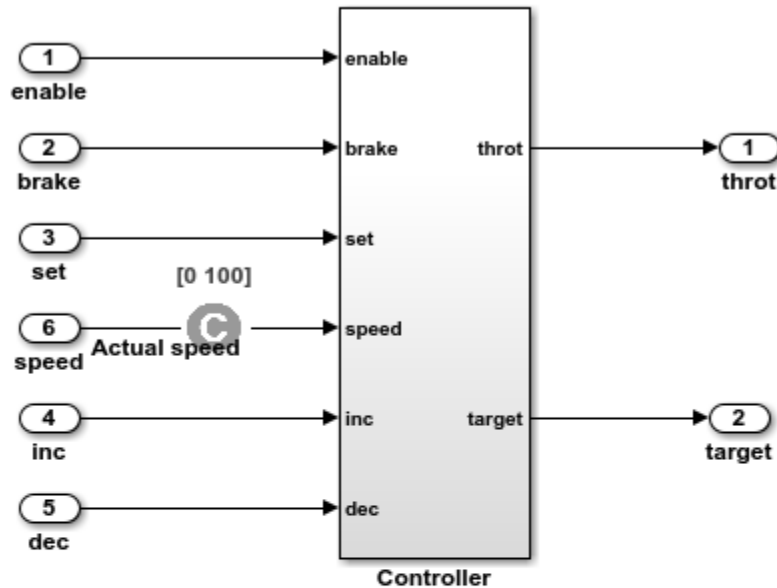 1
enable
enable
2
brake
brake
throt
1
throt
3
set
set
[0 100]
6
speed
Actual speed
C
speed
4
inc
inc
target
2
target
5
dec
dec
Controller